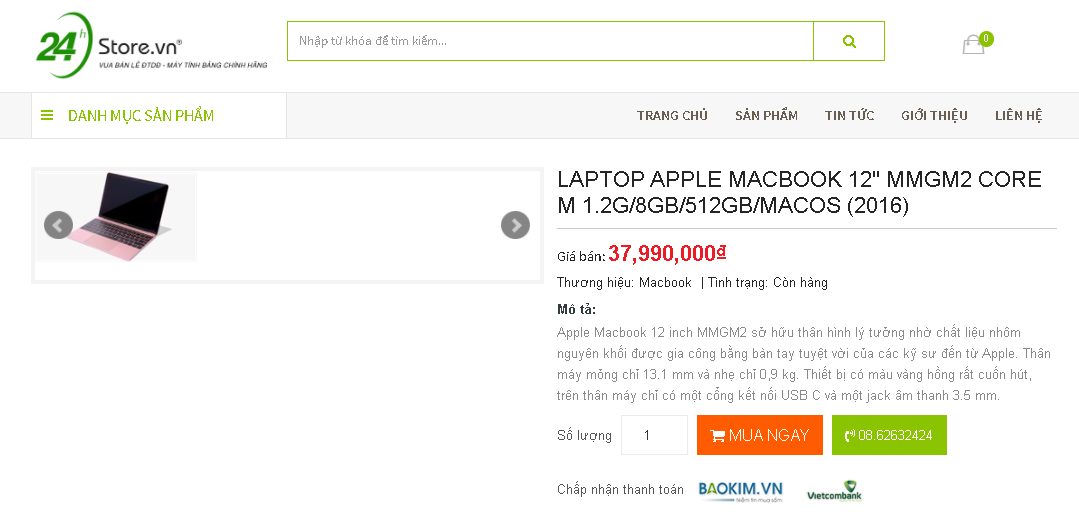 24h Store.vn®
VUA BÁN LẺ ĐTDĐ - MÁY TÍNH BẢNG CHÍNH HÃNG
Nhập từ khóa để tìm kiếm...
0
DANH MỤC SẢN PHẨM
TRANG CHỦ SẢN PHẨM TIN TỨC GIỚI THIỆU LIÊN HỆ
LAPTOP APPLE MACBOOK 12" MMGM2 CORE
M 1.2G/8GB/512GB/MACOS (2016)
Giá bán: 37,990,000₫
Thương hiệu: Macbook | Tình trạng: Còn hàng
Mô tả:
Apple Macbook 12 inch MMGM2 sở hữu thân hình lý tưởng nhờ chất liệu nhôm
nguyên khối được gia công bằng bàn tay tuyệt vời của các kỹ sư đến từ Apple. Thân
máy mỏng chỉ 13.1 mm và nhẹ chỉ 0,9 kg. Thiết bị có màu vàng hồng rất cuốn hút,
trên thân máy chỉ có một cổng kết nối USB C và một jack âm thanh 3.5 mm.
Số lượng 1 MUA NGAY 08.62632424
Chấp nhận thanh toán BAOKIM.VN Vietcombank
Niềm tin mua sắm